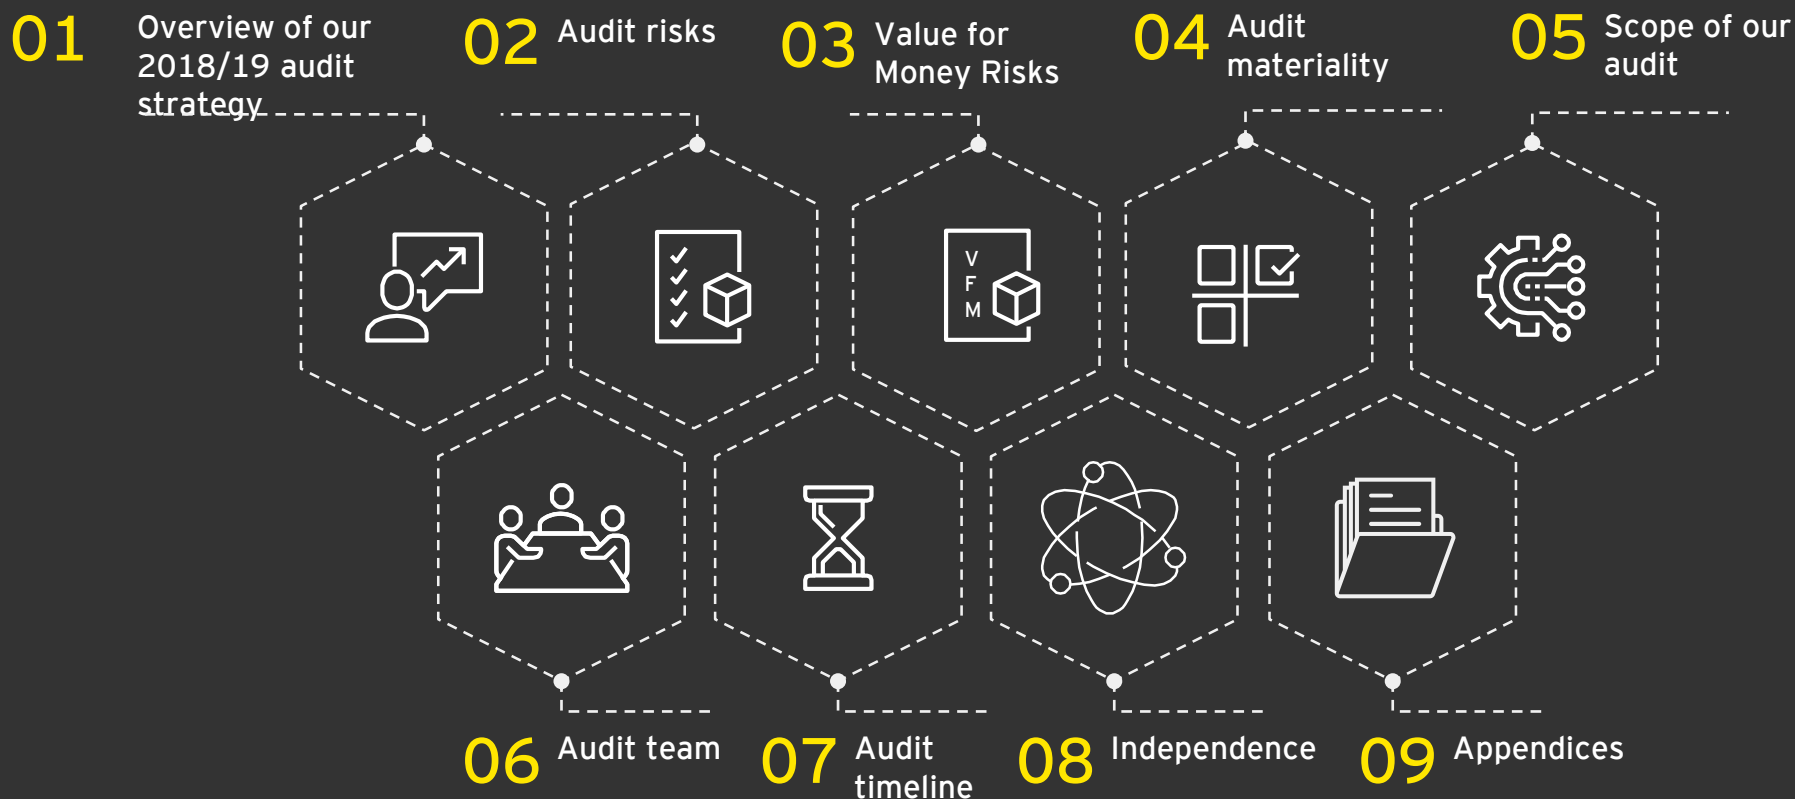 01
Overview of our
2018/19 audit
strategy
02
Audit risks
03
Value for
Money Risks
04
Audit
materiality
05
Scope of our
audit
V
F
M
06
Audit team
07
Audit
timeline
08
Independence
09
Appendices